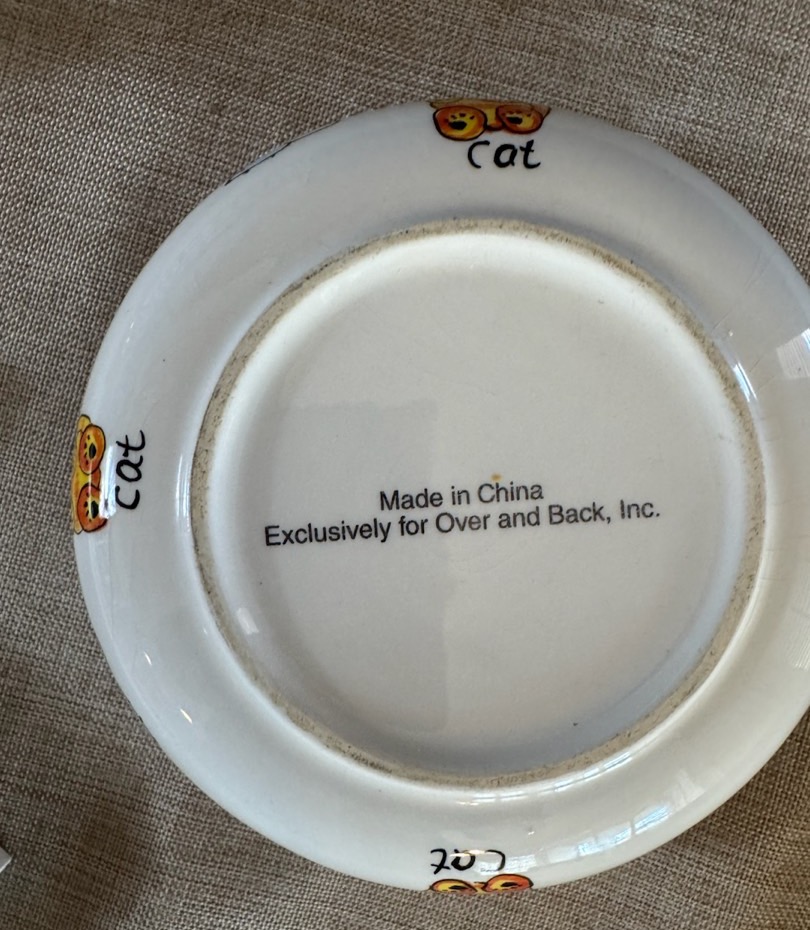 cat
cat
Made in China
Exclusively for Over and Back, Inc.
cat